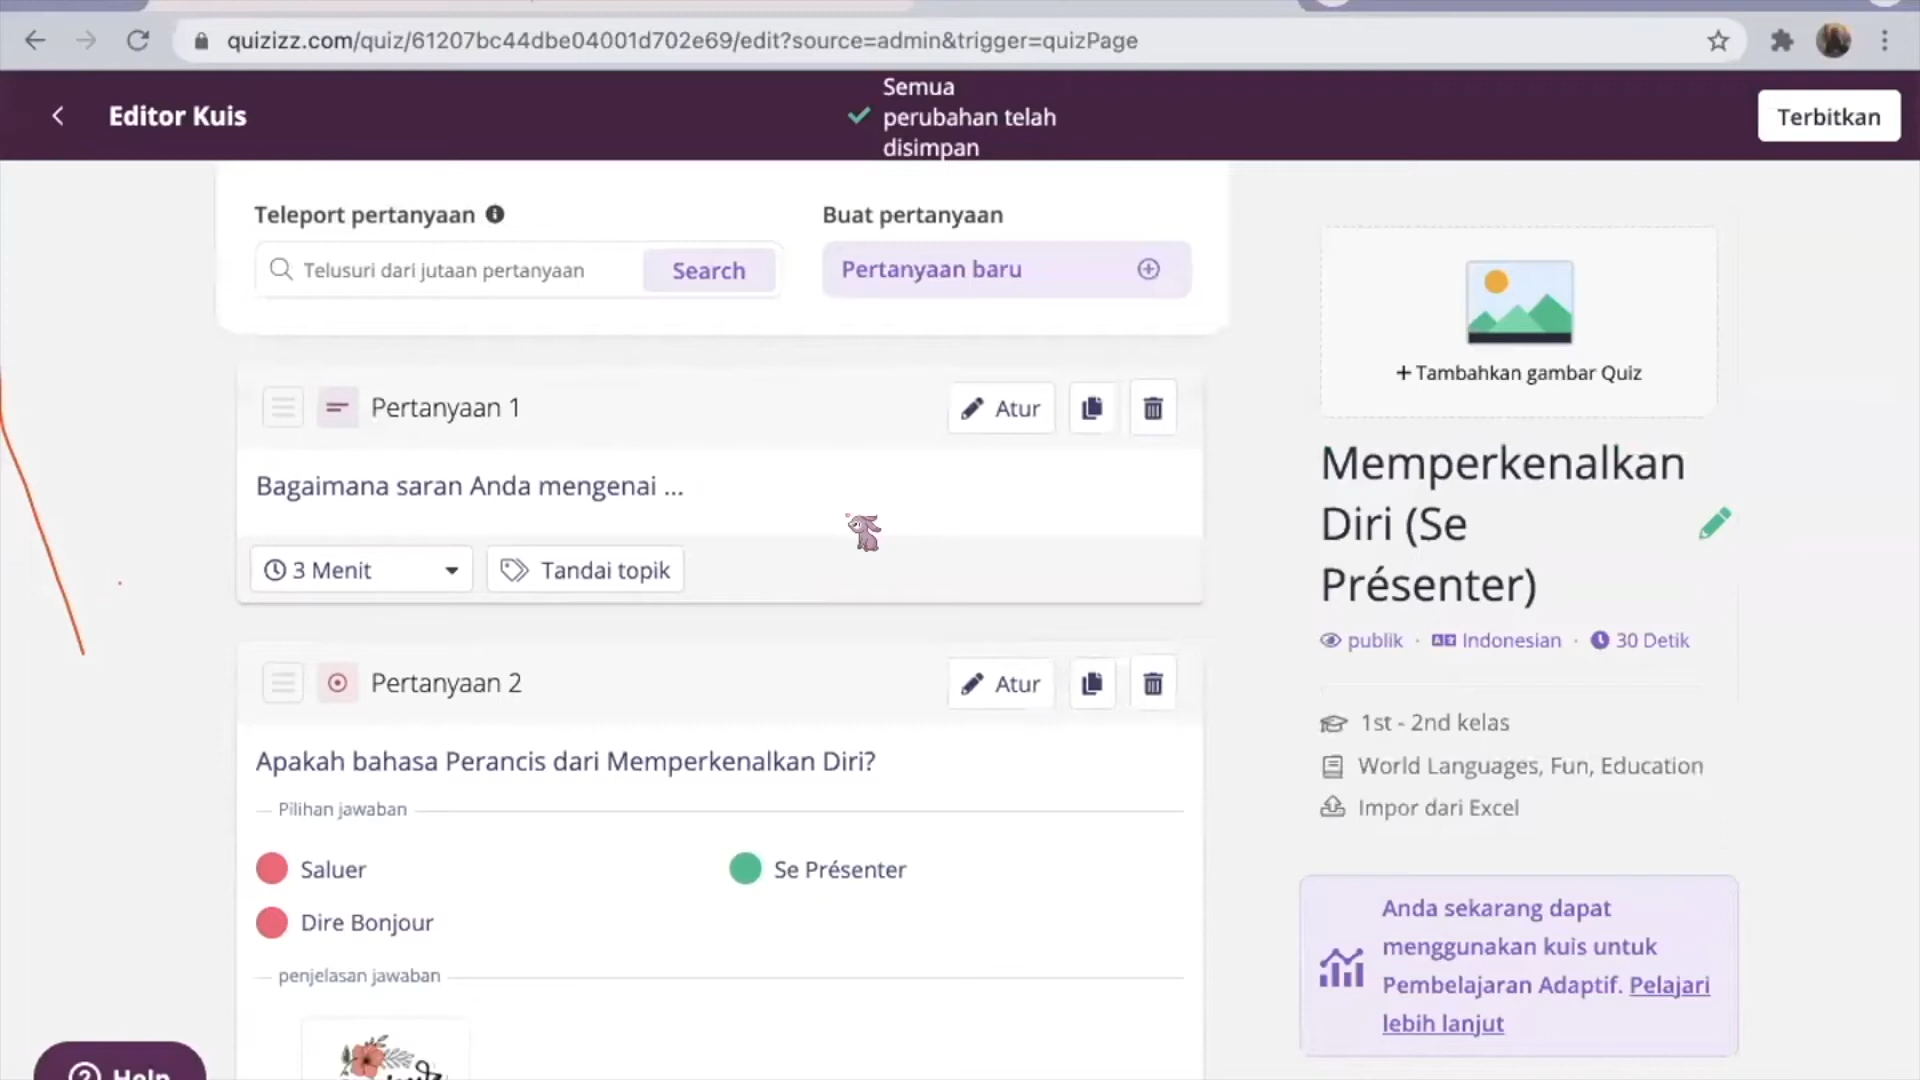 quizizz.com/quiz/61207bc44dbe04001d702e69/edit?source=admin&trigger=quizPage
Editor Kuis
Semua
perubahan telah
disimpan
Terbitkan
Teleport pertanyaan
Buat pertanyaan
Telusuri dari jutaan pertanyaan
Search
Pertanyaan baru
+ Tambahkan gambar Quiz
Pertanyaan 1
Atur
Bagaimana saran Anda mengenai ...
3 Menit
Tandai topik
Memperkenalkan
Diri (Se
Présenter)
publik · Indonesian · 30 Detik
1st - 2nd kelas
World Languages, Fun, Education
Impor dari Excel
Pertanyaan 2
Atur
Apakah bahasa Perancis dari Memperkenalkan Diri?
Pilihan jawaban
Saluer
Se Présenter
Dire Bonjour
penjelasan jawaban
Anda sekarang dapat
menggunakan kuis untuk
Pembelajaran Adaptif. Pelajari
lebih lanjut
Help